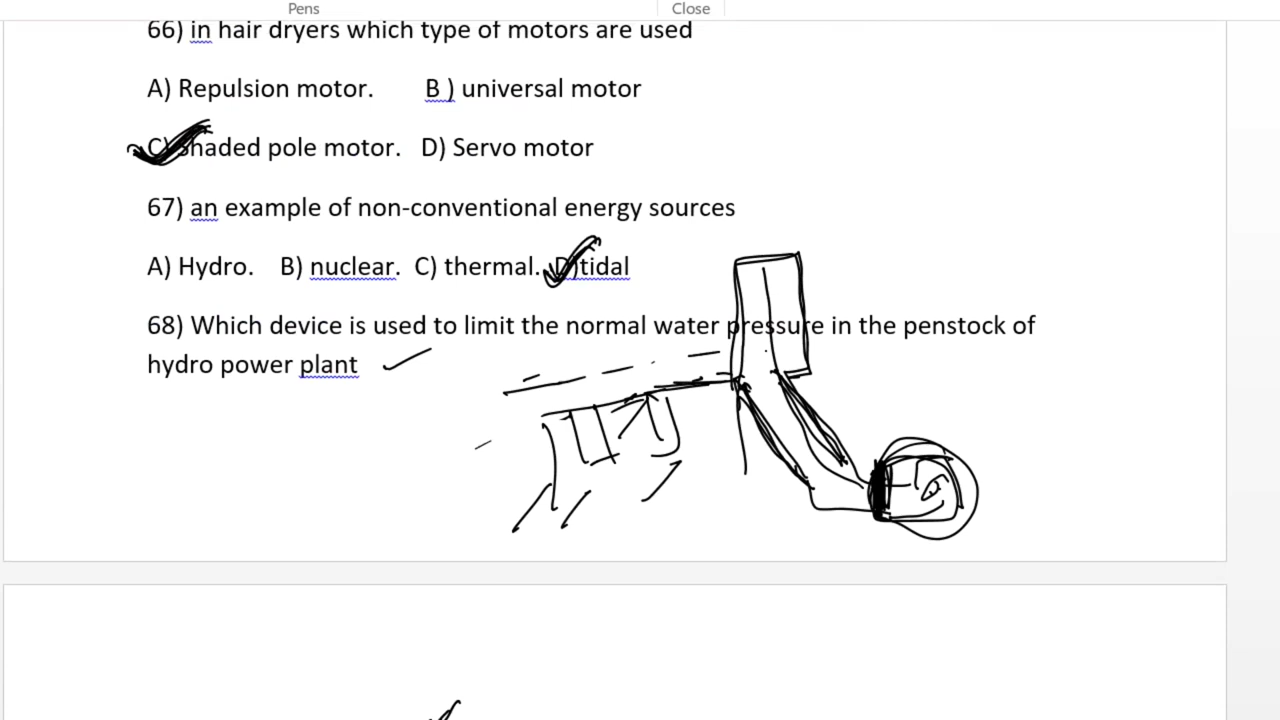 Pens Close
66) in hair dryers which type of motors are used
A) Repulsion motor. B ) universal motor
C) Shaded pole motor. D) Servo motor
67) an example of non-conventional energy sources
A) Hydro. B) nuclear. C) thermal. D)tidal
68) Which device is used to limit the normal water pressure in the penstock of
hydro power plant